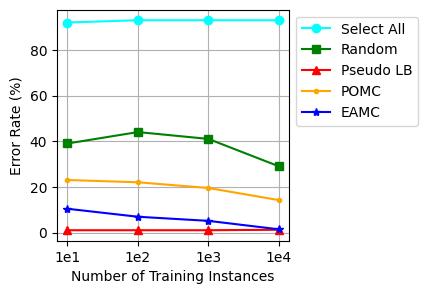 Error Rate (%)
80
60
40
20
0
1e1 1e2 1e3 1e4
Number of Training Instances
Select All
Random
Pseudo LB
POMC
EAMC